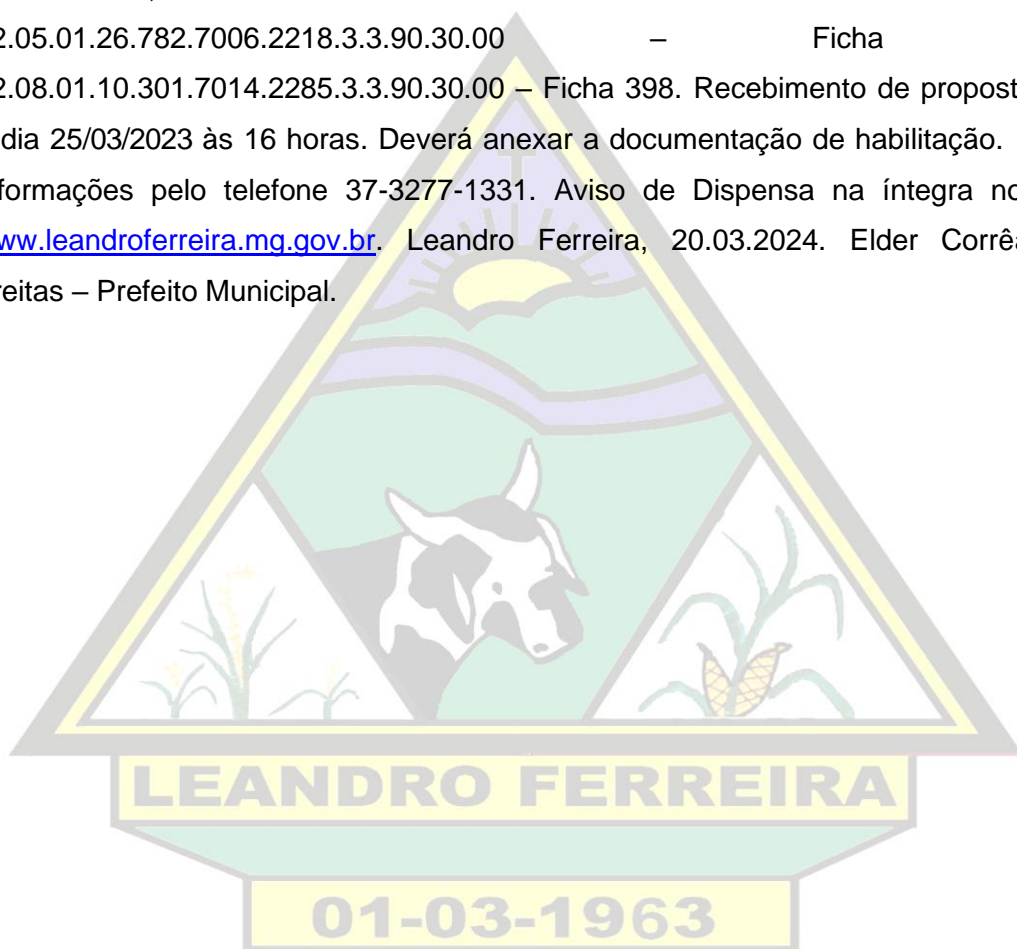 2.05.01.26.782.7006.2218.3.3.90.30.00 – Ficha
2.08.01.10.301.7014.2285.3.3.90.30.00 – Ficha 398. Recebimento de propost
dia 25/03/2023 às 16 horas. Deverá anexar a documentação de habilitação.
formações pelo telefone 37-3277-1331. Aviso de Dispensa na íntegra no
ww.leandroferreira.mg.gov.br. Leandro Ferreira, 20.03.2024. Elder Corrêa
reitas – Prefeito Municipal.
LEANDRO FERREIRA
01-03-1963